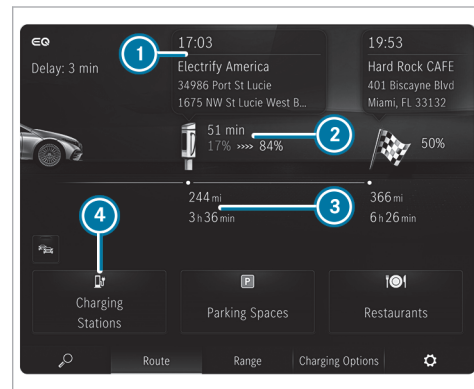 EQ
Delay: 3 min
17:03
Electrify America
34986 Port St Lucie
1675 NW St Lucie West B...
19:53
Hard Rock CAFE
401 Biscayne Blvd
Miami, FL 33132
1
51 min
17% »»» 84%
2
50%
244 mi
3 h 36 min
3
366 mi
6 h 26 min
4
Charging
Stations
P
Parking Spaces
Restaurants
Route
Range
Charging Options